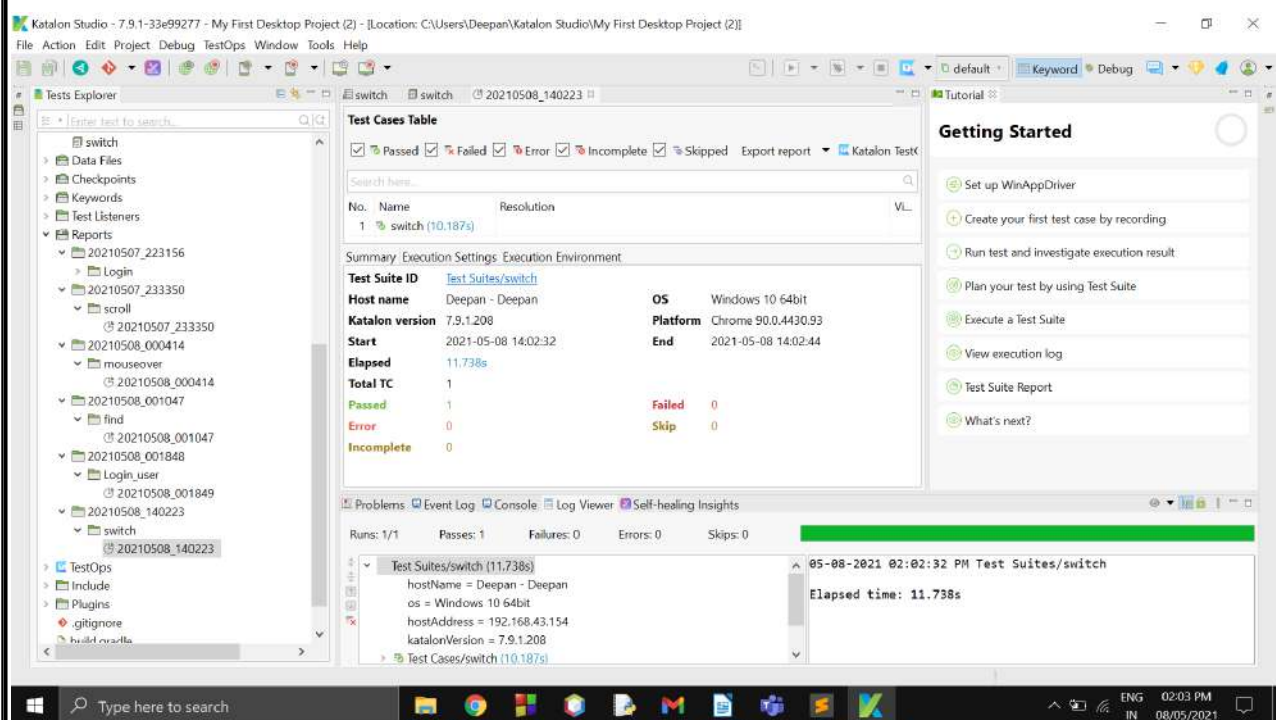 Katalon Studio - 7.9.1-33e99277 - My First Desktop Project (2) - [Location: C:\Users\Deepan\Katalon Studio\My First Desktop Project (2)]
File Action Edit Project Debug TestOps Window Tools Help
default Keyword Debug
Tests Explorer
Enter text to search...
switch
Data Files
Checkpoints
Keywords
Test Listeners
Reports
20210507_223156
Login
20210507_233350
scroll
20210507_233350
20210508_000414
mouseover
20210508_000414
20210508_001047
find
20210508_001047
20210508_001848
Login_user
20210508_001849
20210508_140223
switch
20210508_140223
TestOps
Include
Plugins
.gitignore
build.gradle
switch switch 20210508_140223
Test Cases Table
Passed Failed Error Incomplete Skipped Export report Katalon Test
Search here...
No. Name Resolution Vi...
1 switch (10.187s)
Summary Execution Settings Execution Environment
Test Suite ID Test Suites/switch
Host name Deepan - Deepan OS Windows 10 64bit
Katalon version 7.9.1.208 Platform Chrome 90.0.4430.93
Start 2021-05-08 14:02:32 End 2021-05-08 14:02:44
Elapsed 11.738s
Total TC 1
Passed 1 Failed 0
Error 0 Skip 0
Incomplete 0
Tutorial
Getting Started
Set up WinAppDriver
Create your first test case by recording
Run test and investigate execution result
Plan your test by using Test Suite
Execute a Test Suite
View execution log
Test Suite Report
What's next?
Problems Event Log Console Log Viewer Self-healing Insights
Runs: 1/1 Passes: 1 Failures: 0 Errors: 0 Skips: 0
Test Suites/switch (11.738s)
hostName = Deepan - Deepan
os = Windows 10 64bit
hostAddress = 192.168.43.154
katalonVersion = 7.9.1.208
Test Cases/switch (10.187s)
05-08-2021 02:02:32 PM Test Suites/switch
Elapsed time: 11.738s
Type here to search
ENG 02:03 PM
IN 08/05/2021